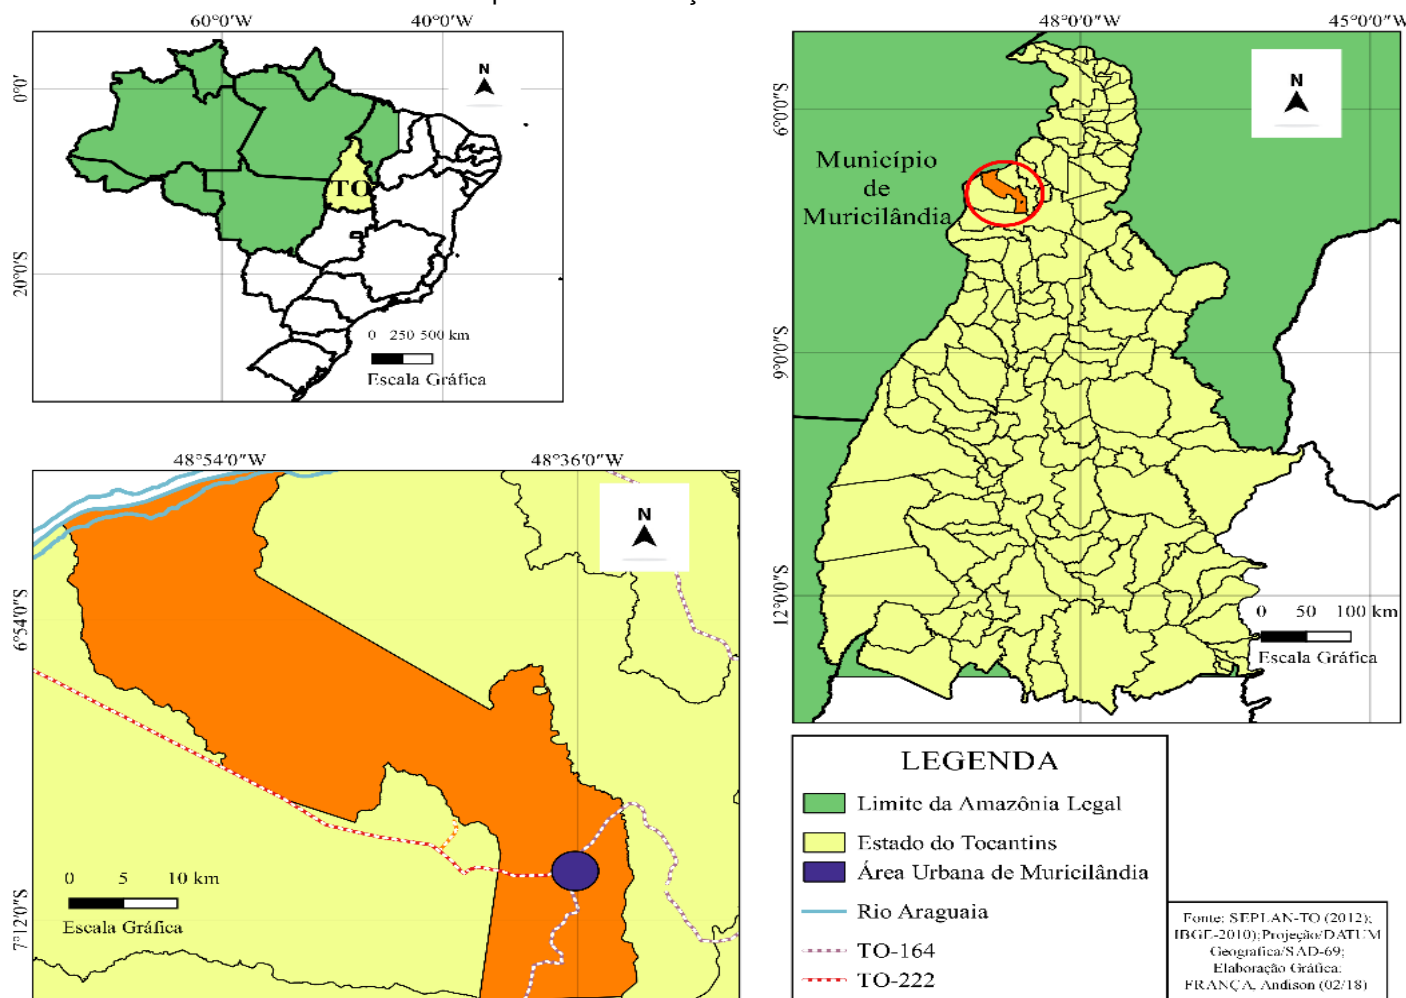 60°0'0"W
40°0'0"W
0°0'
20°0'S
N
TO
0 250 500 km
Escala Gráfica
48°0'0"W
45°0'0"W
6°0'0"S
9°0'0"S
12°0'0"S
N
Município
de
Muricilândia
0 50 100 km
Escala Gráfica
48°54'0"W
48°36'0"W
6°54'0"S
7°12'0"S
N
0 5 10 km
Escala Gráfica
LEGENDA
Limite da Amazônia Legal
Estado do Tocantins
Área Urbana de Muricilândia
Rio Araguaia
TO-164
TO-222
Fonte: SEPLAN-TO (2012);
IBGE-2010);Projeção/DATUM
Geografica/SAD-69;
Elaboração Gráfica:
FRANÇA, Andison (02/18)